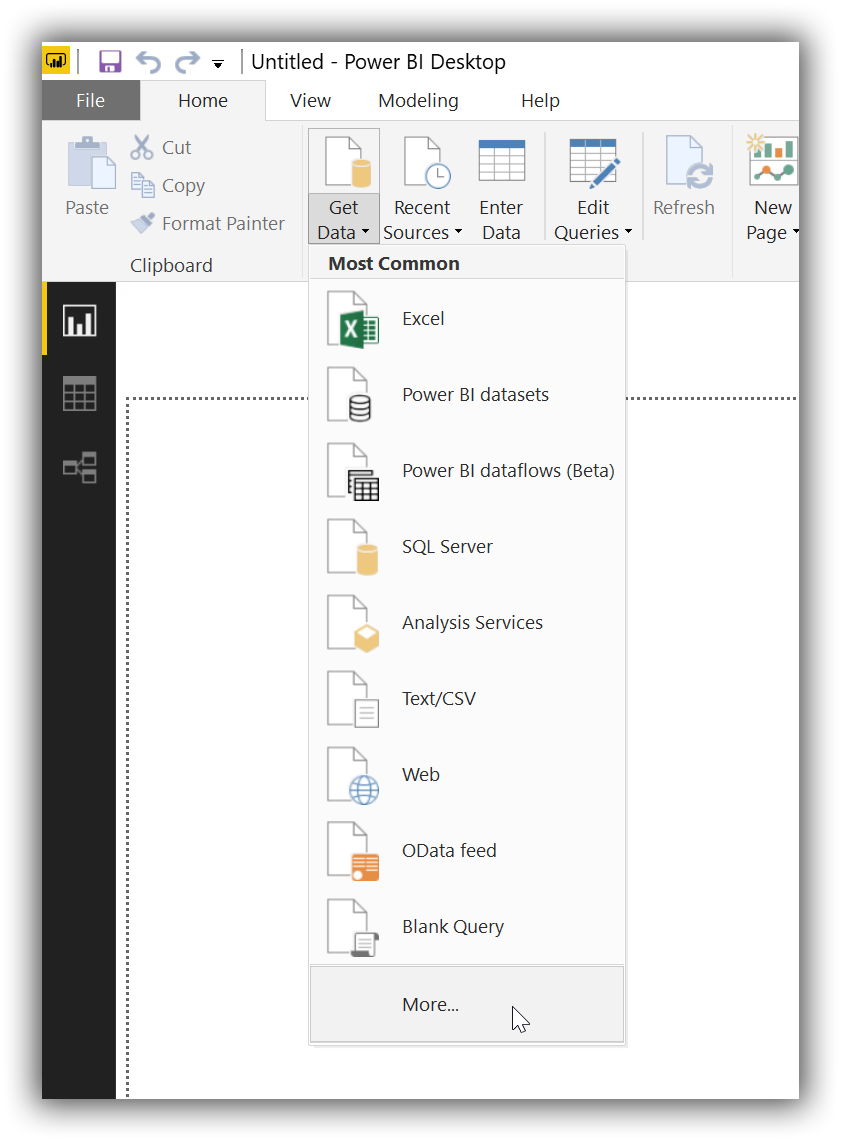 Untitled - Power BI Desktop
File Home View Modeling Help
Paste
Cut
Copy
Format Painter
Clipboard
Get
Data
Recent
Sources
Enter
Data
Edit
Queries
Refresh
New
Page
Most Common
Excel
Power BI datasets
Power BI dataflows (Beta)
SQL Server
Analysis Services
Text/CSV
Web
OData feed
Blank Query
More...